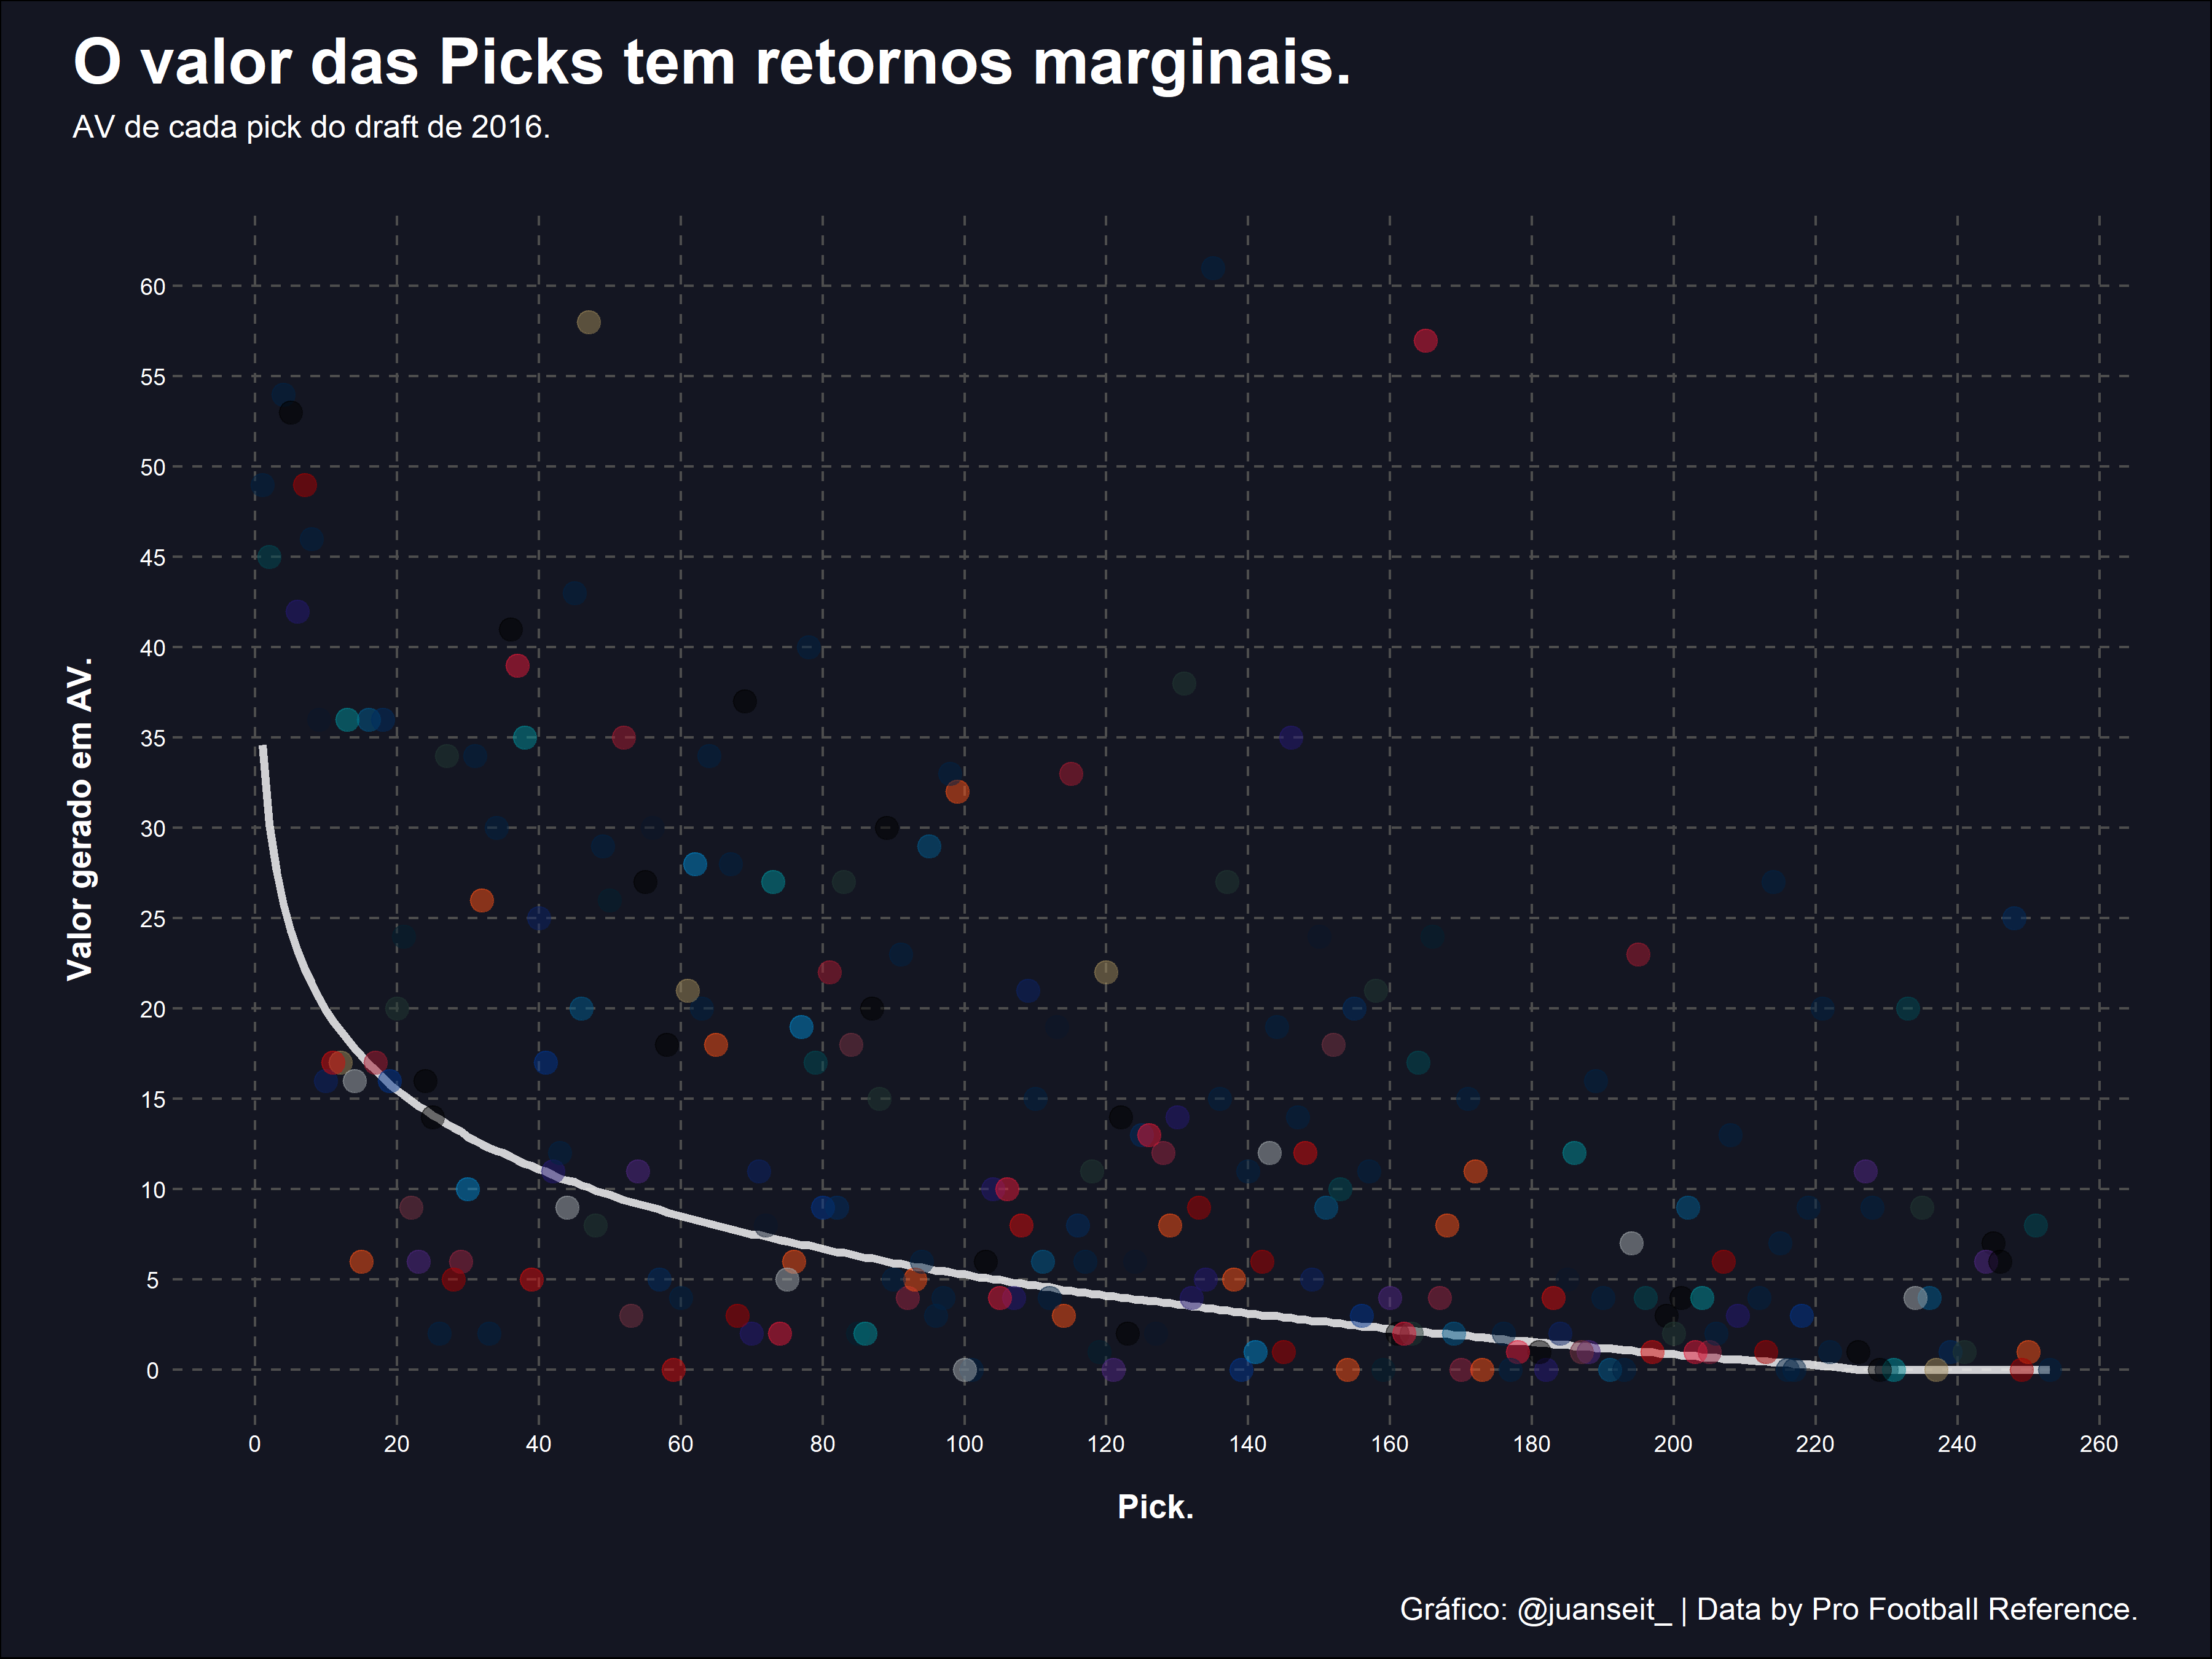 O valor das Picks tem retornos marginais.
AV de cada pick do draft de 2016.
Valor gerado em AV.
60
55
50
45
40
35
30
25
20
15
10
5
0
0 20 40 60 80 100 120 140 160 180 200 220 240 260
Pick.
Gráfico: @juanseit_ | Data by Pro Football Reference.